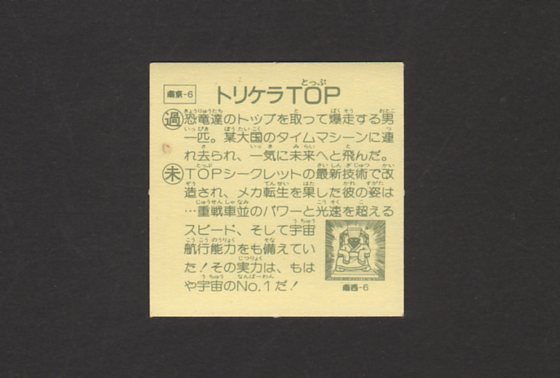 南京-6
トリケラTOP
とっぷ
過 恐竜達のトップを取って爆走する男
一匹。某大国のタイムマシーンに連
れ去られ、一気に未来へと飛んだ。
未 TOPシークレットの最新技術で改
造され、メカ転生を果した彼の姿は
…重戦車並のパワーと光速を超える
スピード、そして宇宙
航行能力をも備えてい
た!その実力は、もは
や宇宙のNo.1だ!
南西-6